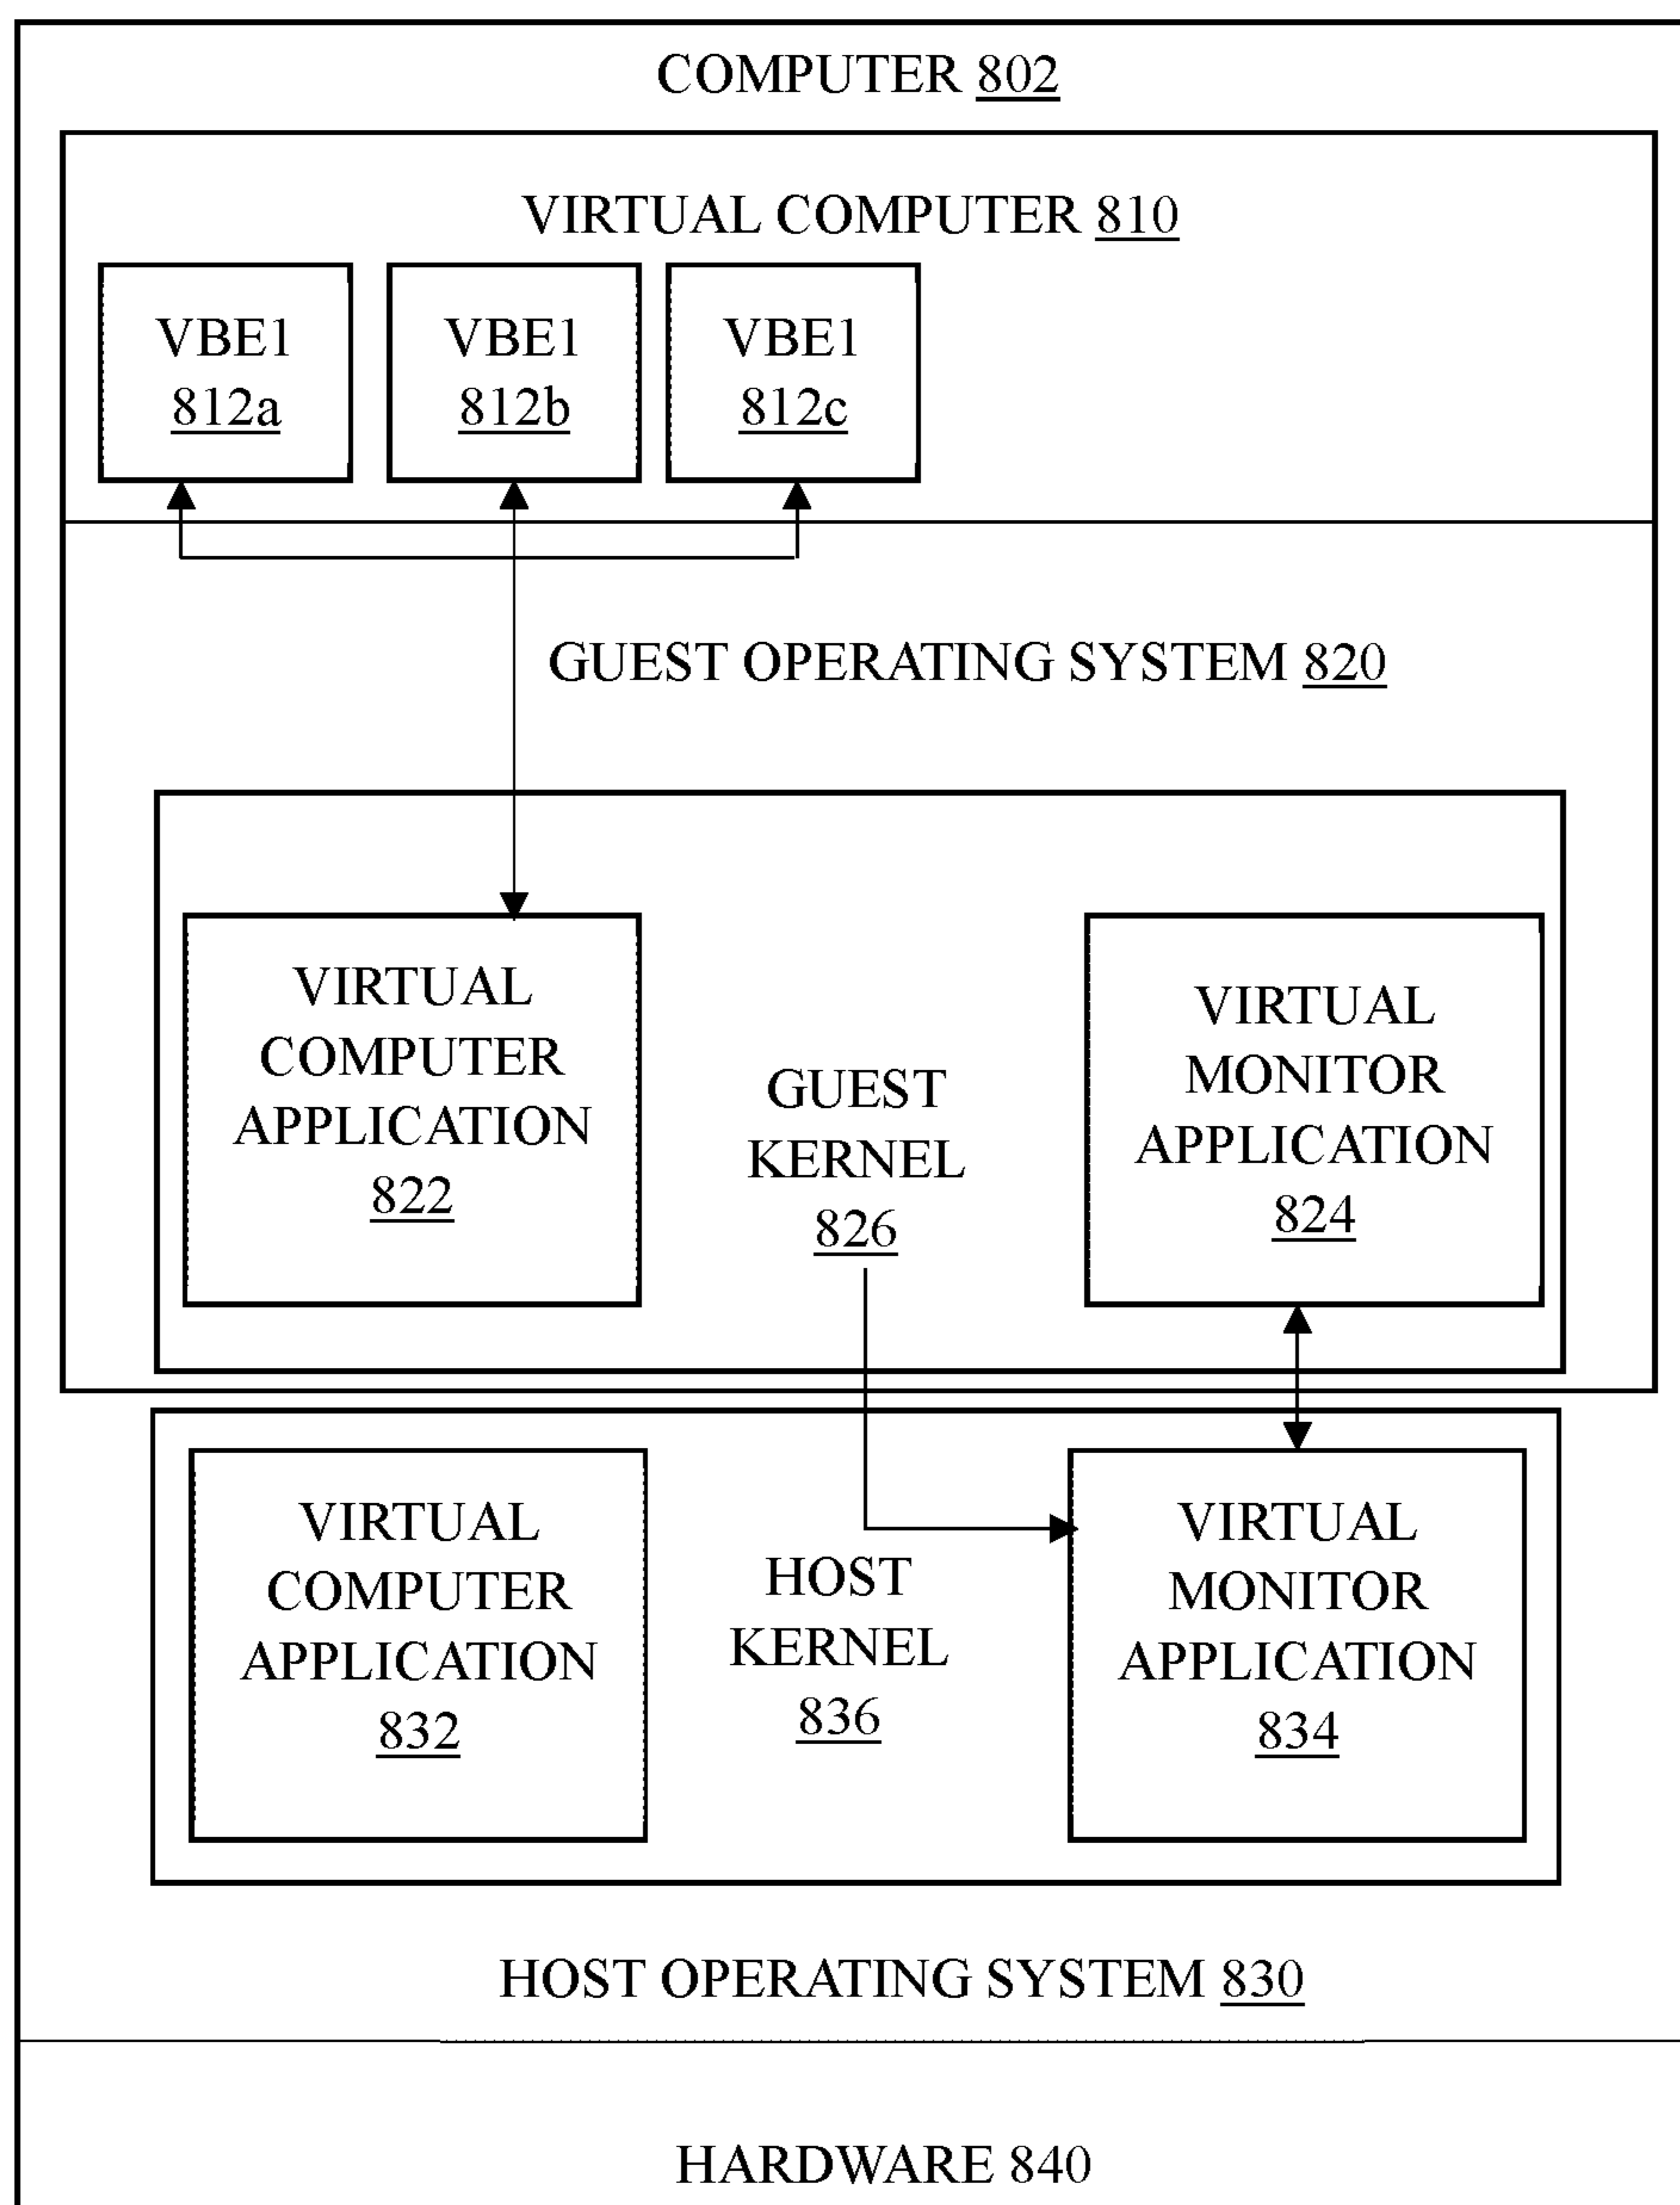 COMPUTER 802
VIRTUAL COMPUTER 810
VBE1
812a
VBE1
812b
VBE1
812c
GUEST OPERATING SYSTEM 820
VIRTUAL
COMPUTER
APPLICATION
822
GUEST
KERNEL
826
VIRTUAL
MONITOR
APPLICATION
824
VIRTUAL
COMPUTER
APPLICATION
832
HOST
KERNEL
836
VIRTUAL
MONITOR
APPLICATION
834
HOST OPERATING SYSTEM 830
HARDWARE 840